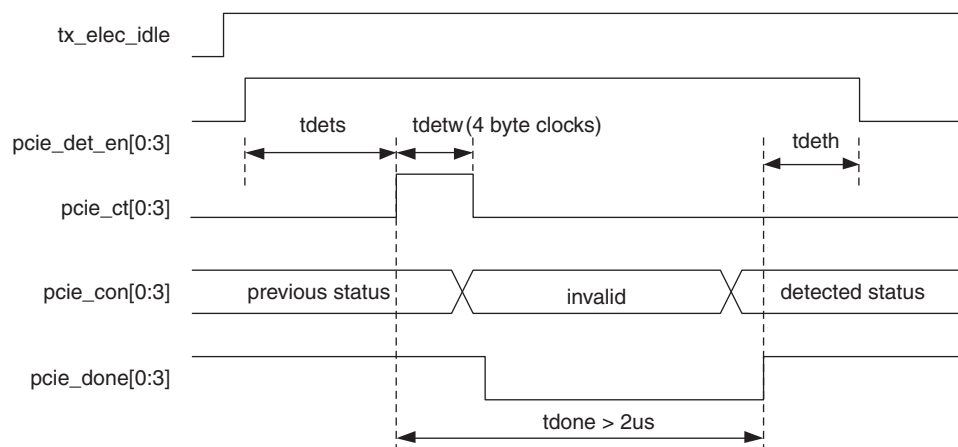 tx_elec_idle
tdets
tdetw (4 byte clocks)
pcie_det_en[0:3]
tdeth
pcie_ct[0:3]
pcie_con[0:3]
previous status
invalid
detected status
pcie_done[0:3]
tdone > 2us